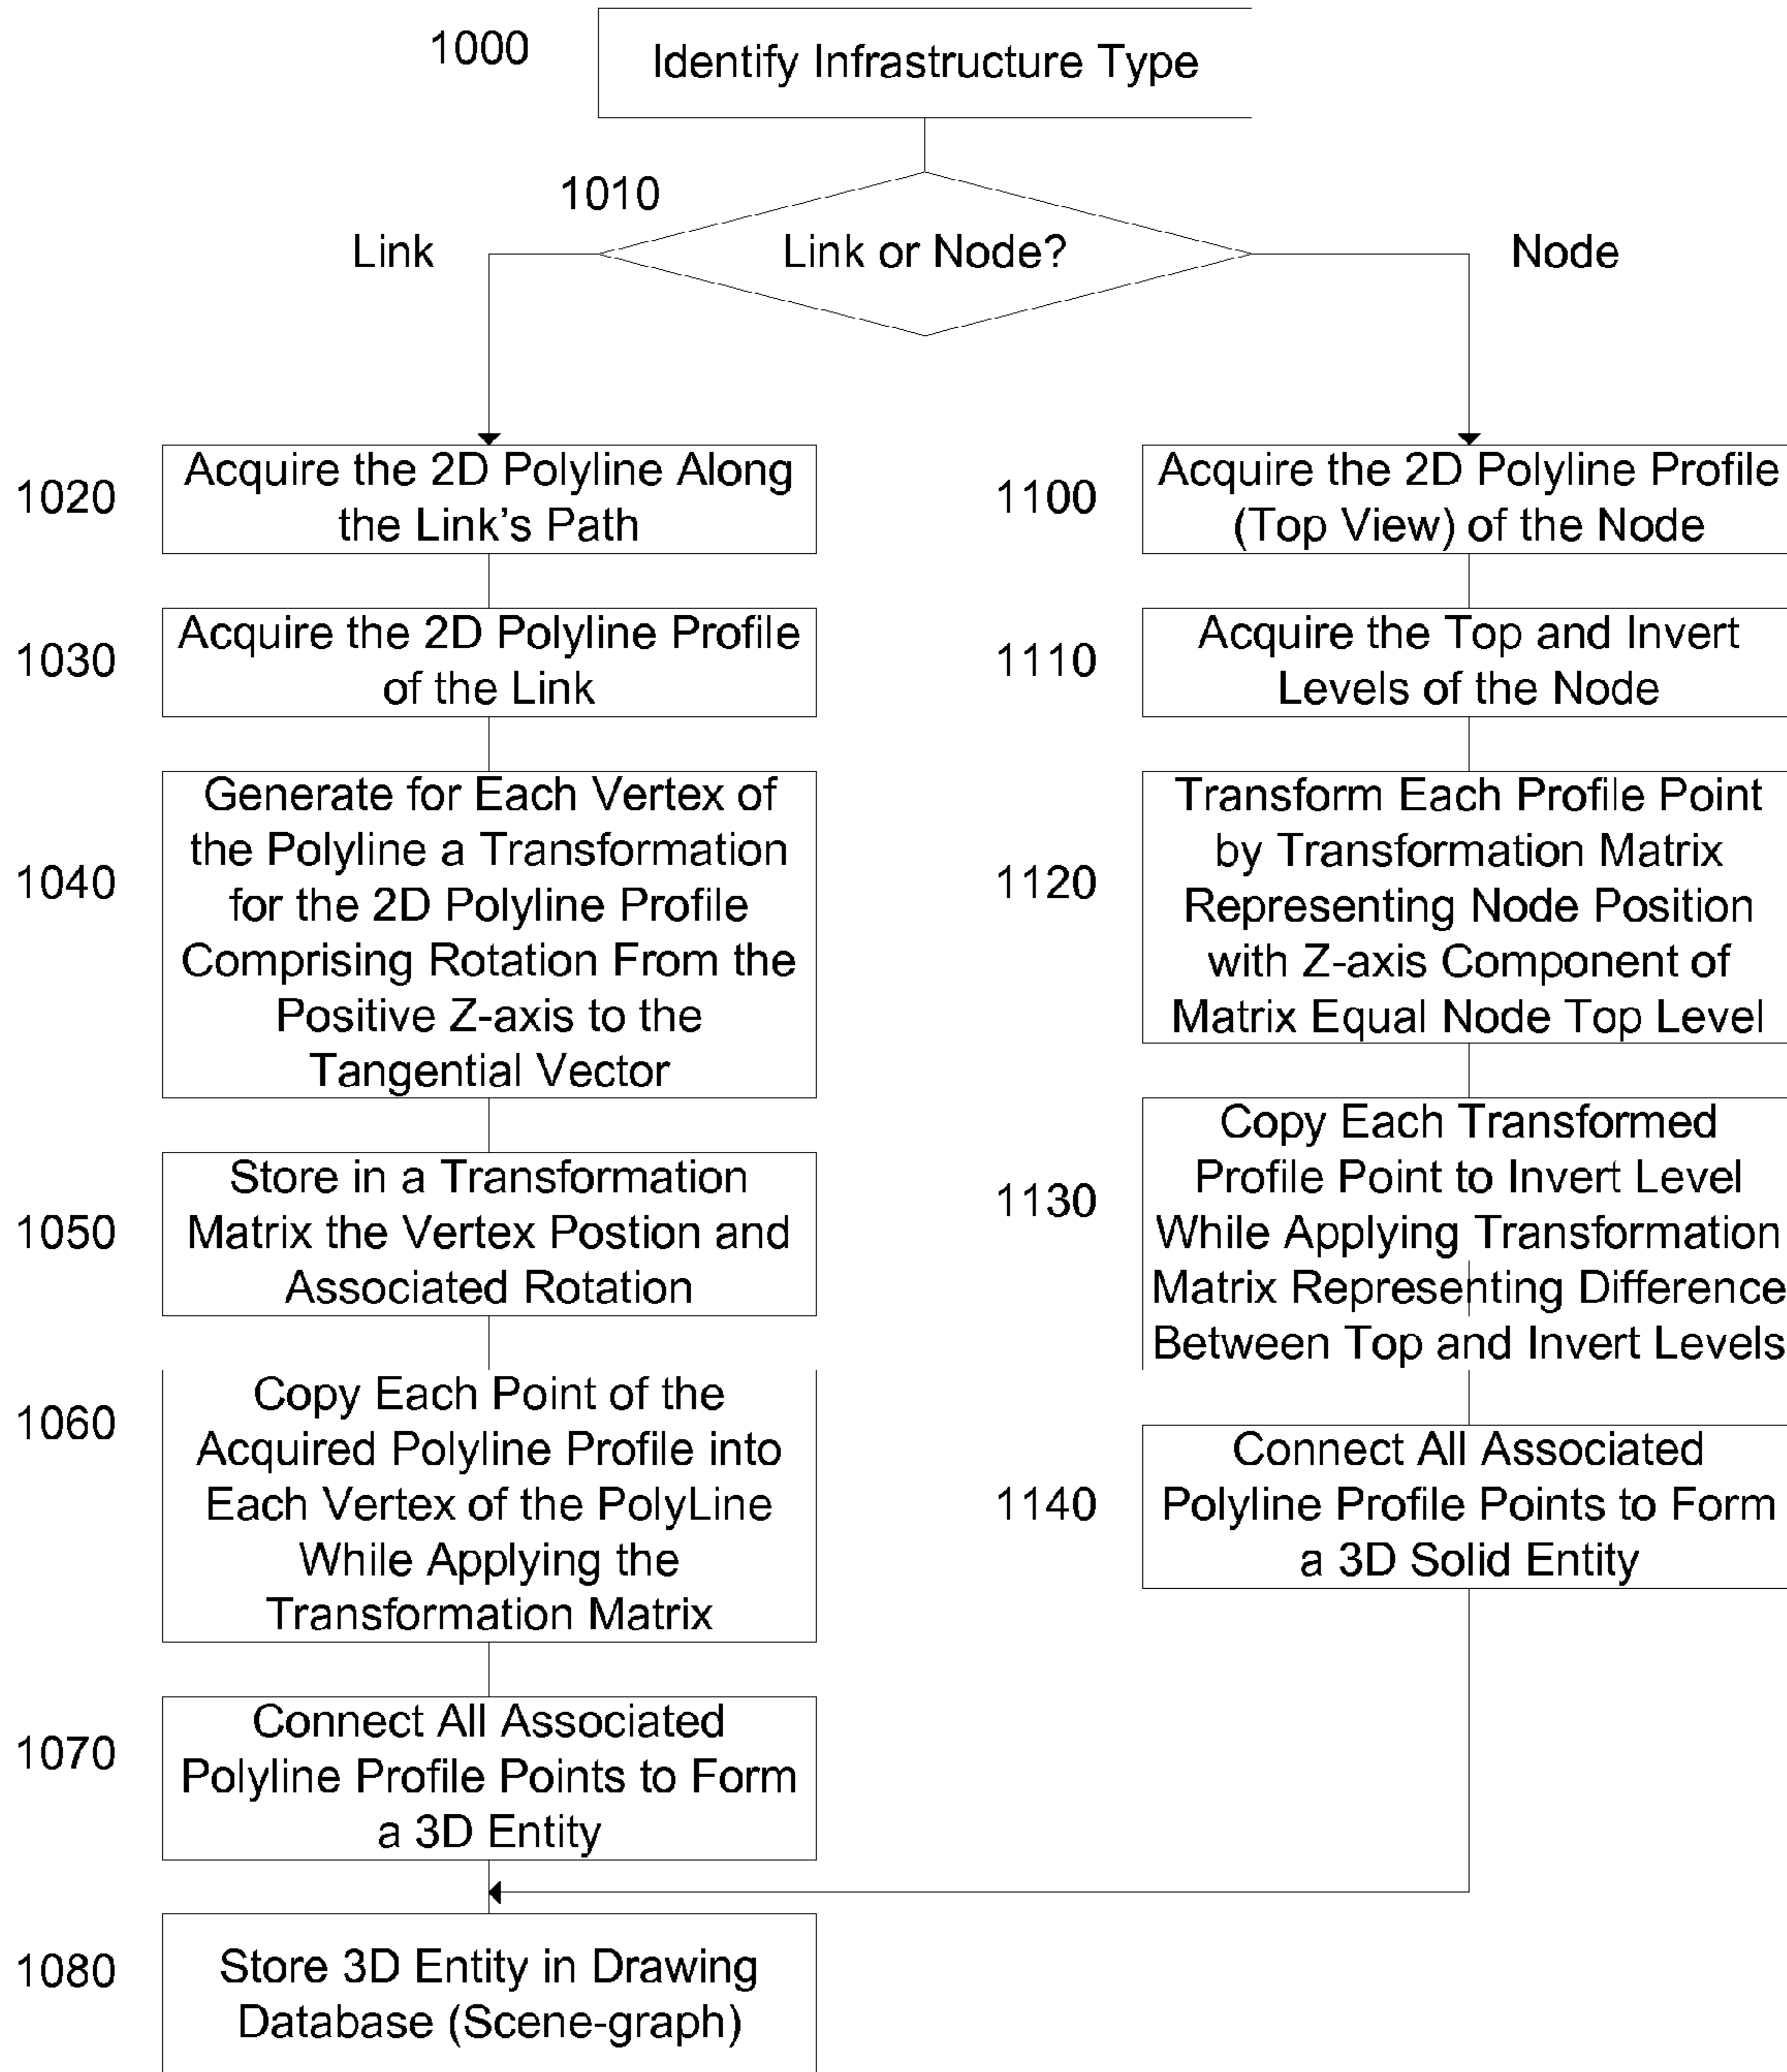 1000
Identify Infrastructure Type
1010
Link or Node?
Link
Node
1020
Acquire the 2D Polyline Along
the Link's Path
1030
Acquire the 2D Polyline Profile
of the Link
1040
Generate for Each Vertex of
the Polyline a Transformation
for the 2D Polyline Profile
Comprising Rotation From the
Positive Z-axis to the
Tangential Vector
1050
Store in a Transformation
Matrix the Vertex Postion and
Associated Rotation
1060
Copy Each Point of the
Acquired Polyline Profile into
Each Vertex of the PolyLine
While Applying the
Transformation Matrix
1070
Connect All Associated
Polyline Profile Points to Form
a 3D Entity
1100
Acquire the 2D Polyline Profile
(Top View) of the Node
1110
Acquire the Top and Invert
Levels of the Node
1120
Transform Each Profile Point
by Transformation Matrix
Representing Node Position
with Z-axis Component of
Matrix Equal Node Top Level
1130
Copy Each Transformed
Profile Point to Invert Level
While Applying Transformation
Matrix Representing Difference
Between Top and Invert Levels
1140
Connect All Associated
Polyline Profile Points to Form
a 3D Solid Entity
1080
Store 3D Entity in Drawing
Database (Scene-graph)